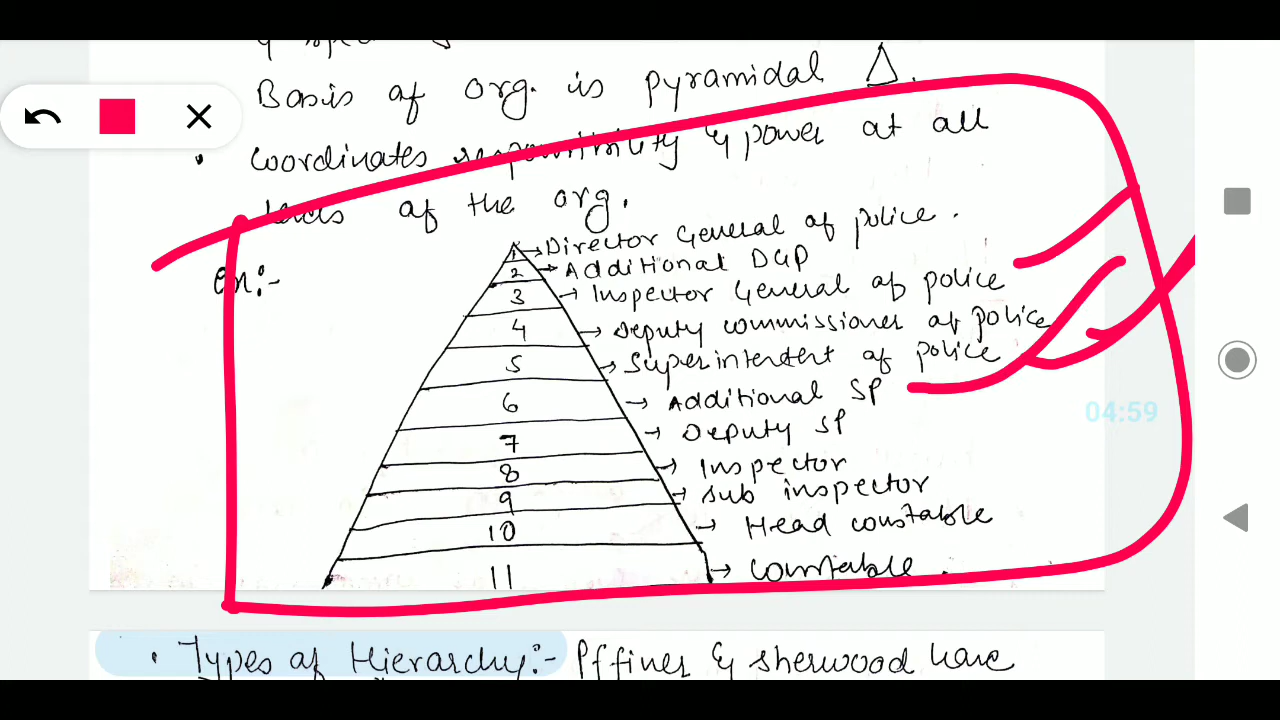 Basis of org. is pyramidal Δ.
• Coordinates responsibility & power at all
levels of the org.
Ex:-
1 → Director General of police.
2 → Additional DGP
3 → Inspector General of police
4 → Deputy commissioner of police
5 → Superintendent of police
6 → Additional SP
7 → Deputy SP
8 → Inspector
9 → Sub inspector
10 → Head constable
11 → Constable.
04:59
• Types of Hierarchy:- Pffiner & Sherwood have